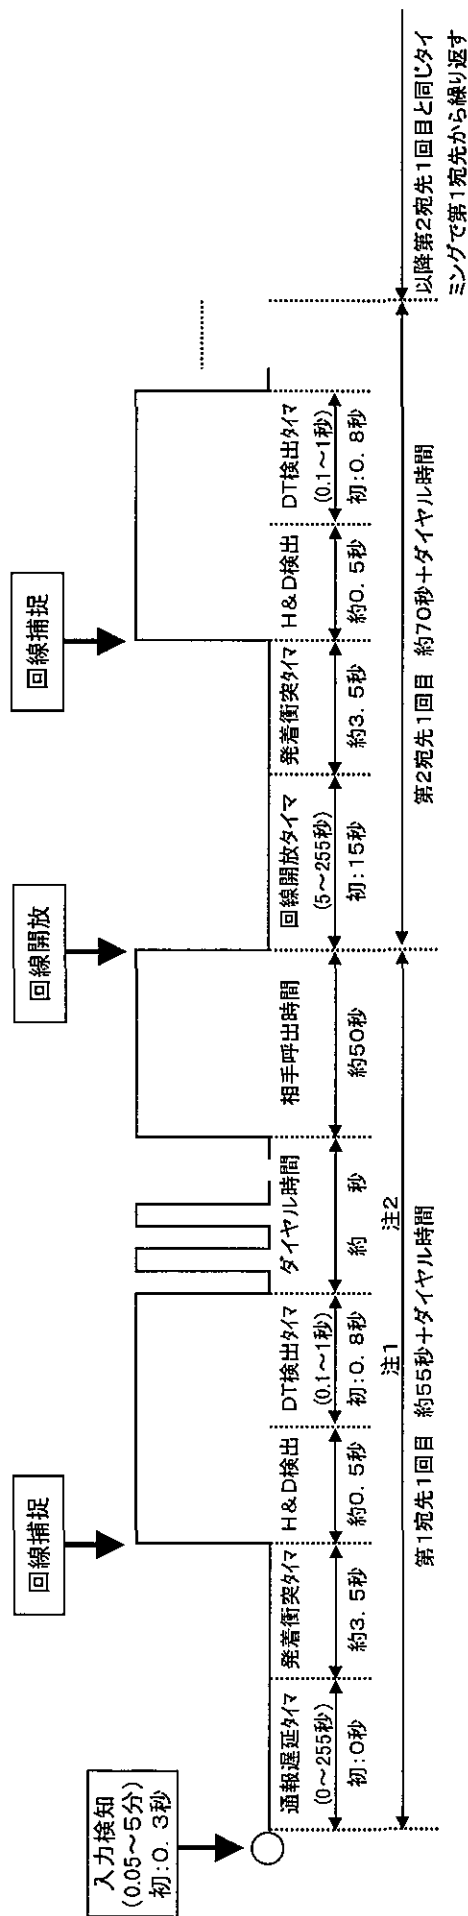 入力検知
(0.05~5分)
初:0. 3秒
回線捕捉
回線開放
回線捕捉
通報遅延タイマ
(0~255秒)
初:0秒
発着衝突タイマ
約3. 5秒
H&D検出
約0. 5秒
DT検出タイマ
(0.1~1秒)
初:0. 8秒
ダイヤル時間
約 秒
相手呼出時間
約50秒
回線開放タイマ
(5~255秒)
初:15秒
発着衝突タイマ
約3. 5秒
H&D検出
約0. 5秒
DT検出タイマ
(0.1~1秒)
初:0. 8秒
注1
注2
第1宛先1回目 約55秒+ダイヤル時間
第2宛先1回目 約70秒+ダイヤル時間
以降第2宛先1回目と同じタイ
ミングで第1宛先から繰り返す